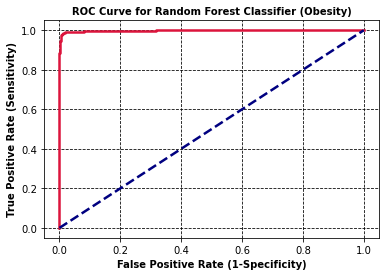 ROC Curve for Random Forest Classifier (Obesity)
True Positive Rate (Sensitivity)
1.0
0.8
0.6
0.4
0.2
0.0
0.0 0.2 0.4 0.6 0.8 1.0
False Positive Rate (1-Specificity)